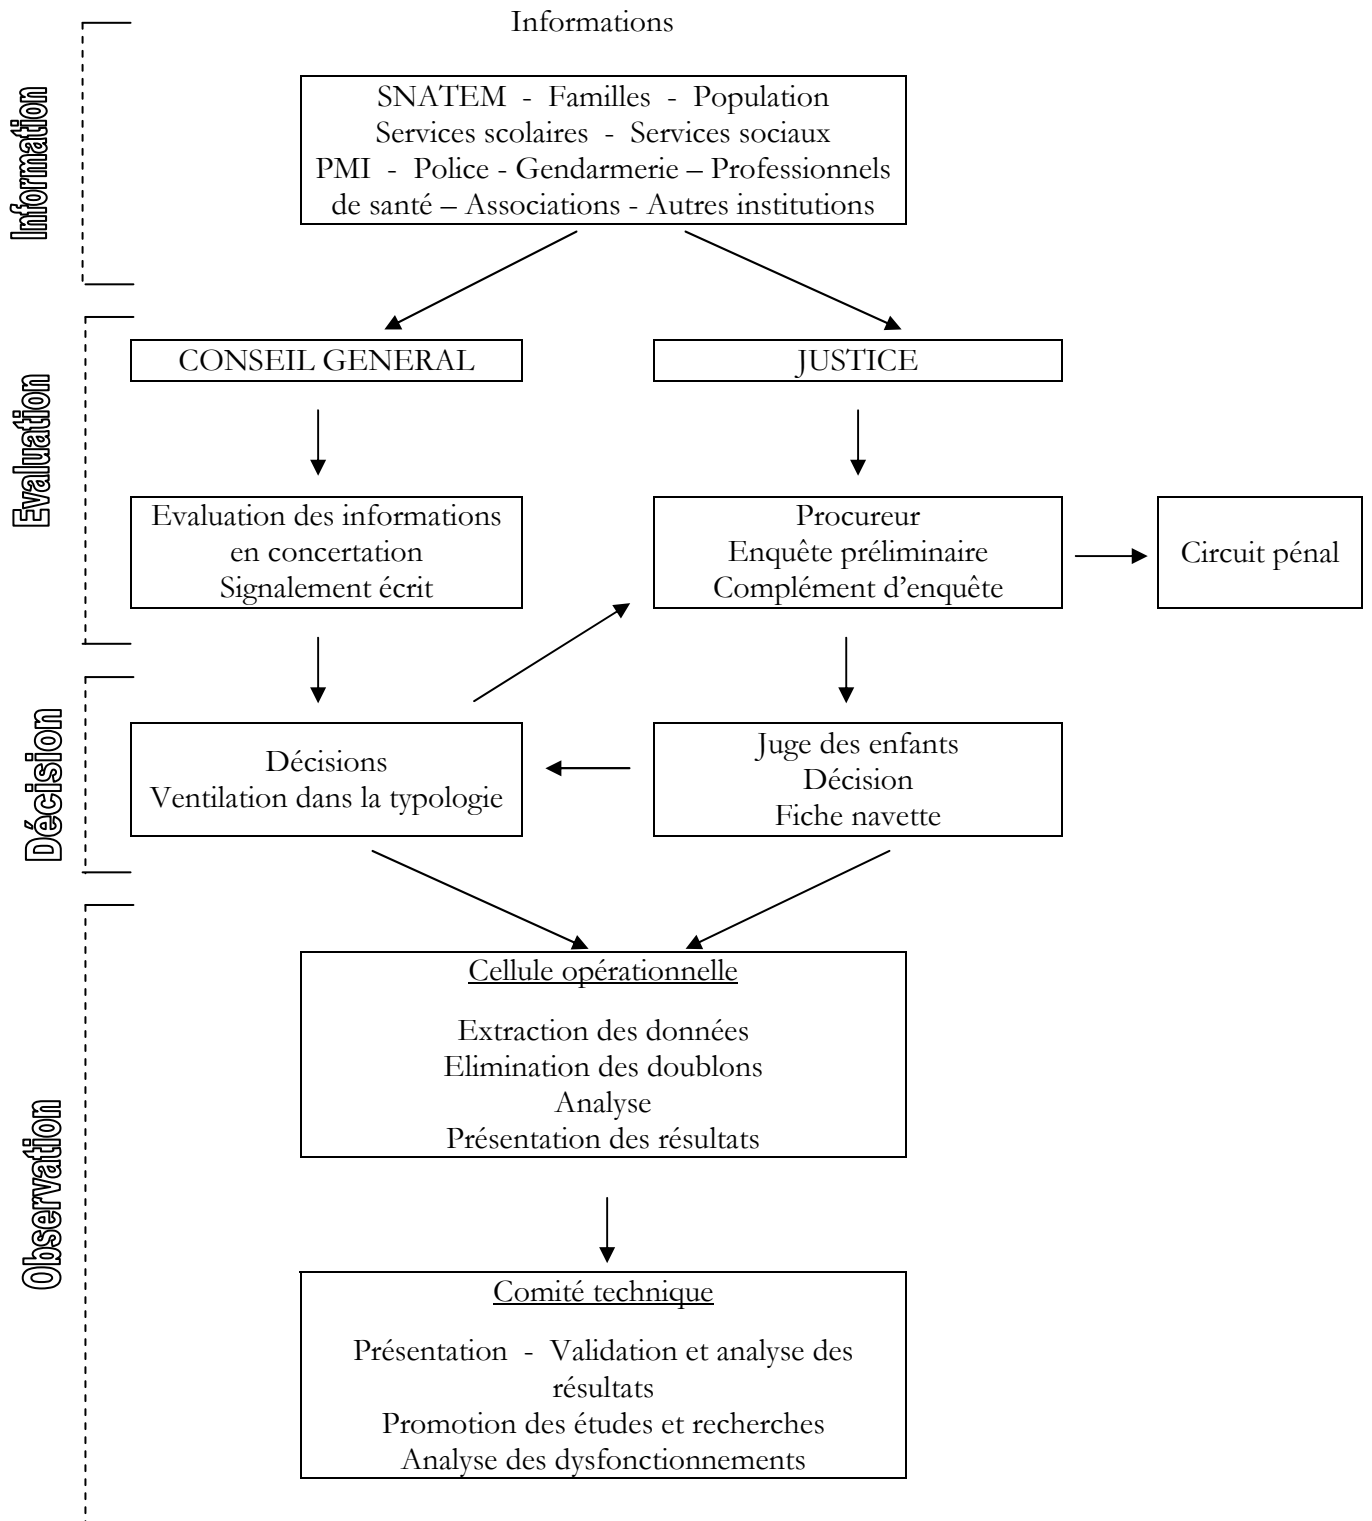 Informations
Information
SNATEM - Familles - Population
Services scolaires - Services sociaux
PMI - Police - Gendarmerie – Professionnels
de santé – Associations - Autres institutions
Evaluation
CONSEIL GENERAL
JUSTICE
Evaluation des informations
en concertation
Signalement écrit
Procureur
Enquête préliminaire
Complément d'enquête
Circuit pénal
Décision
Décisions
Ventilation dans la typologie
Juge des enfants
Décision
Fiche navette
Observation
Cellule opérationnelle
Extraction des données
Elimination des doublons
Analyse
Présentation des résultats
Comité technique
Présentation - Validation et analyse des
résultats
Promotion des études et recherches
Analyse des dysfonctionnements